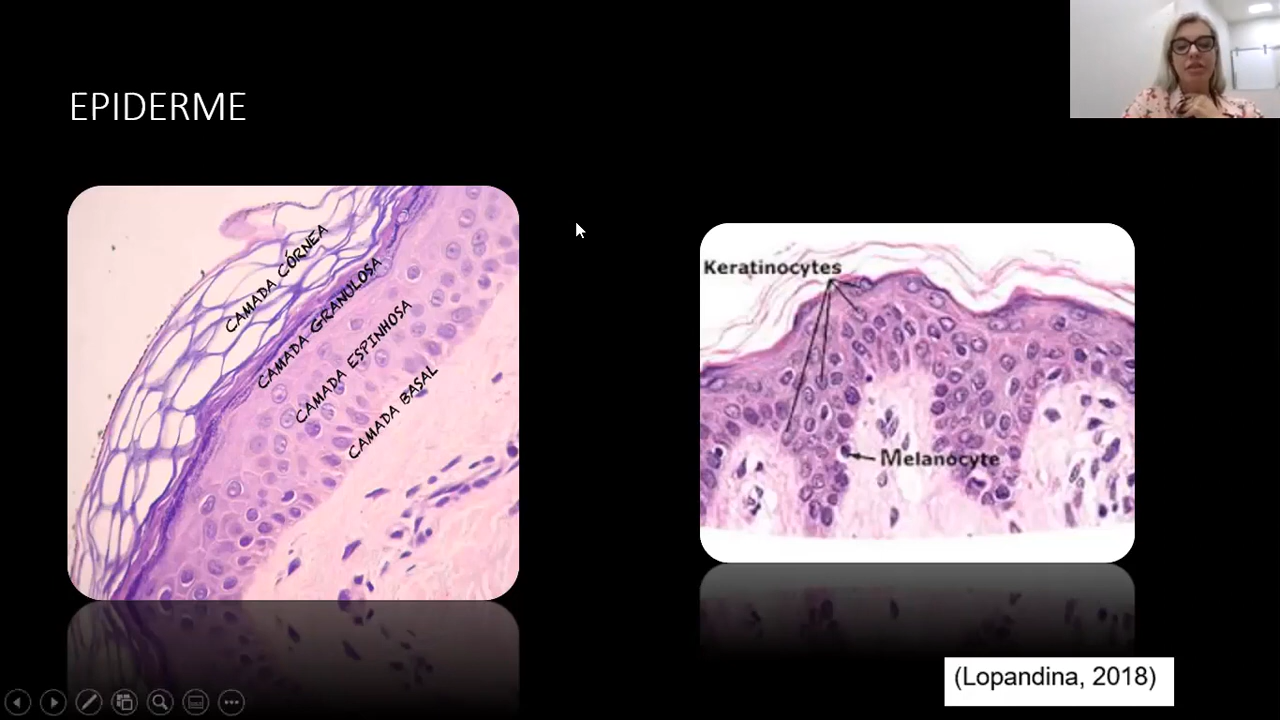 EPIDERME
CAMADA CÓRNEA
CAMADA GRANULOSA
CAMADA ESPINHOSA
CAMADA BASAL
Keratinocytes
Melanocyte
(Lopandina, 2018)